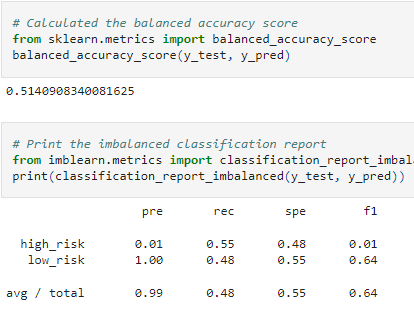 # Calculated the balanced accuracy score
from sklearn.metrics import balanced_accuracy_score
balanced_accuracy_score(y_test, y_pred)
0.5140908340081625
# Print the imbalanced classification report
from imblearn.metrics import classification_report_imbal
print(classification_report_imbalanced(y_test, y_pred))
pre rec spe f1
high_risk 0.01 0.55 0.48 0.01
low_risk 1.00 0.48 0.55 0.64
avg / total 0.99 0.48 0.55 0.64